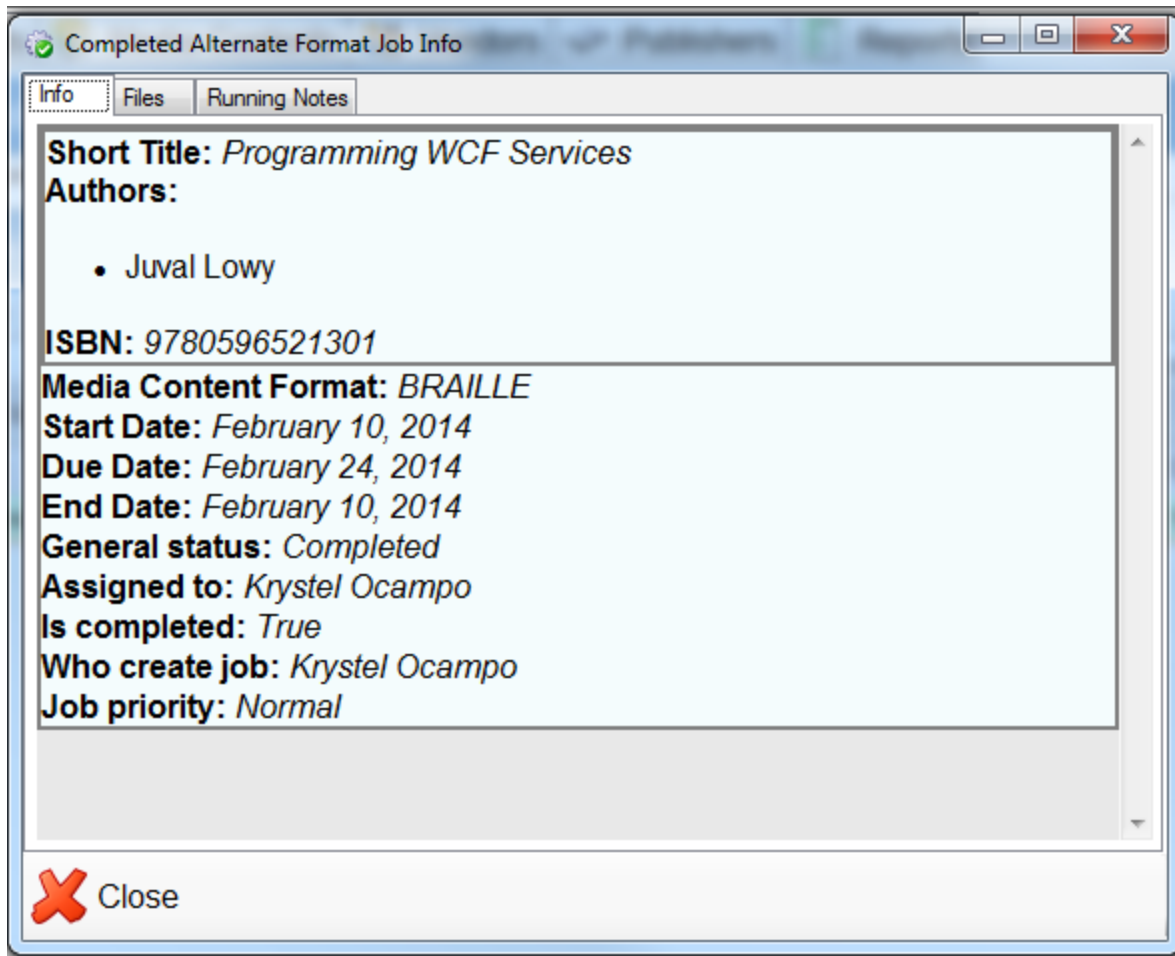 Completed Alternate Format Job Info
Info Files Running Notes
Short Title: Programming WCF Services
Authors:
• Juval Lowy
ISBN: 9780596521301
Media Content Format: BRAILLE
Start Date: February 10, 2014
Due Date: February 24, 2014
End Date: February 10, 2014
General status: Completed
Assigned to: Krystel Ocampo
Is completed: True
Who create job: Krystel Ocampo
Job priority: Normal
Close